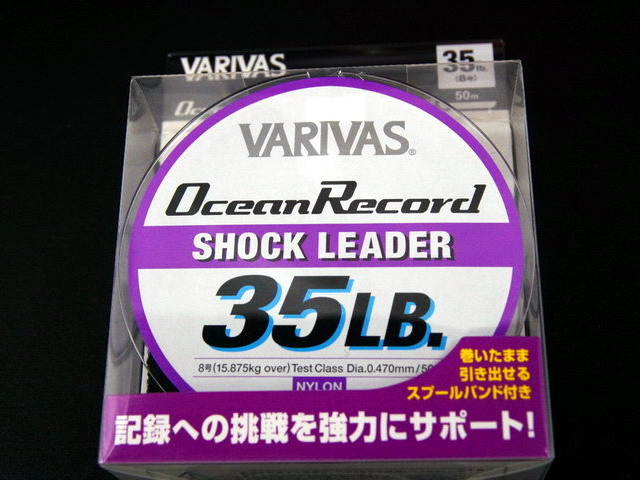 VARIVAS
35 lb.
(8号)
50m
VARIVAS®
OceanRecord
SHOCK LEADER
35LB.
8号(15.875kg over) Test Class Dia.0.470mm/
NYLON
巻いたまま
引き出せる
スプールバンド付き
記録への挑戦を強力にサポート!